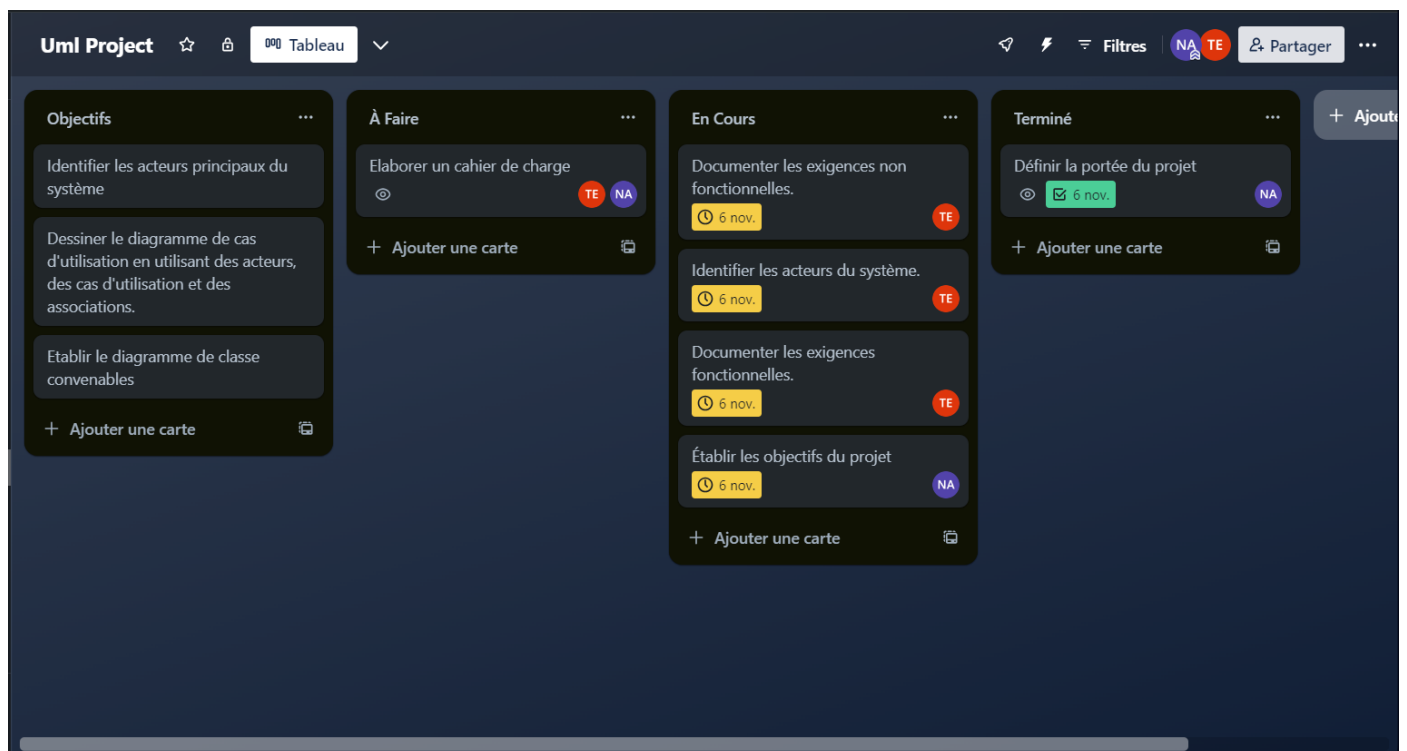 Uml Project
Tableau
Filtres
NA
TE
Partager
Objectifs
Identifier les acteurs principaux du
système
Dessiner le diagramme de cas
d'utilisation en utilisant des acteurs,
des cas d'utilisation et des
associations.
Etablir le diagramme de classe
convenables
+ Ajouter une carte
À Faire
Elaborer un cahier de charge
TE NA
+ Ajouter une carte
En Cours
Documenter les exigences non
fonctionnelles.
6 nov.
TE
Identifier les acteurs du système.
6 nov.
TE
Documenter les exigences
fonctionnelles.
6 nov.
TE
Établir les objectifs du projet
6 nov.
NA
+ Ajouter une carte
Terminé
Définir la portée du projet
6 nov.
NA
+ Ajouter une carte
+ Ajoute